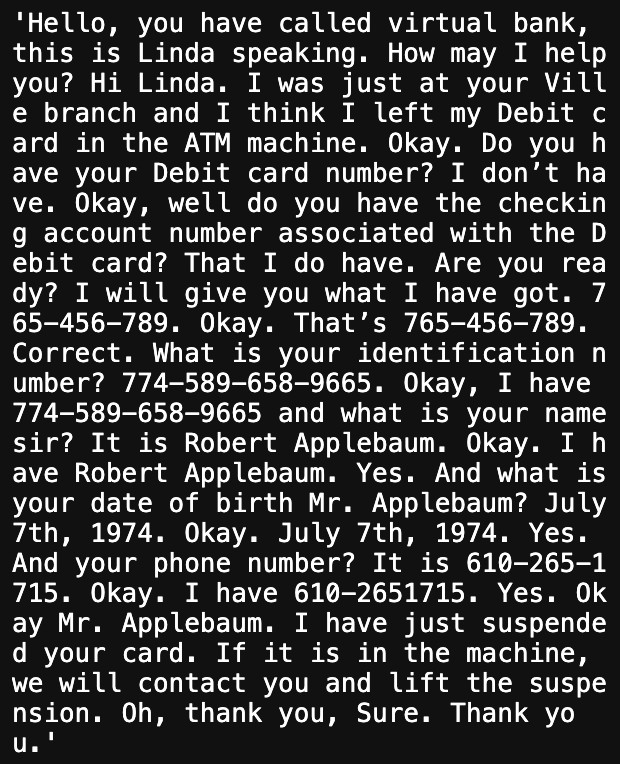 'Hello, you have called virtual bank,
this is Linda speaking. How may I help
you? Hi Linda. I was just at your Vill
e branch and I think I left my Debit c
ard in the ATM machine. Okay. Do you h
ave your Debit card number? I don’t ha
ve. Okay, well do you have the checkin
g account number associated with the D
ebit card? That I do have. Are you rea
dy? I will give you what I have got. 7
65–456–789. Okay. That’s 765–456–789.
Correct. What is your identification n
umber? 774–589–658–9665. Okay, I have
774–589–658–9665 and what is your name
sir? It is Robert Applebaum. Okay. I h
ave Robert Applebaum. Yes. And what is
your date of birth Mr. Applebaum? July
7th, 1974. Okay. July 7th, 1974. Yes.
And your phone number? It is 610–265–1
715. Okay. I have 610–2651715. Yes. Ok
ay Mr. Applebaum. I have just suspende
d your card. If it is in the machine,
we will contact you and lift the suspe
nsion. Oh, thank you, Sure. Thank yo
u.'